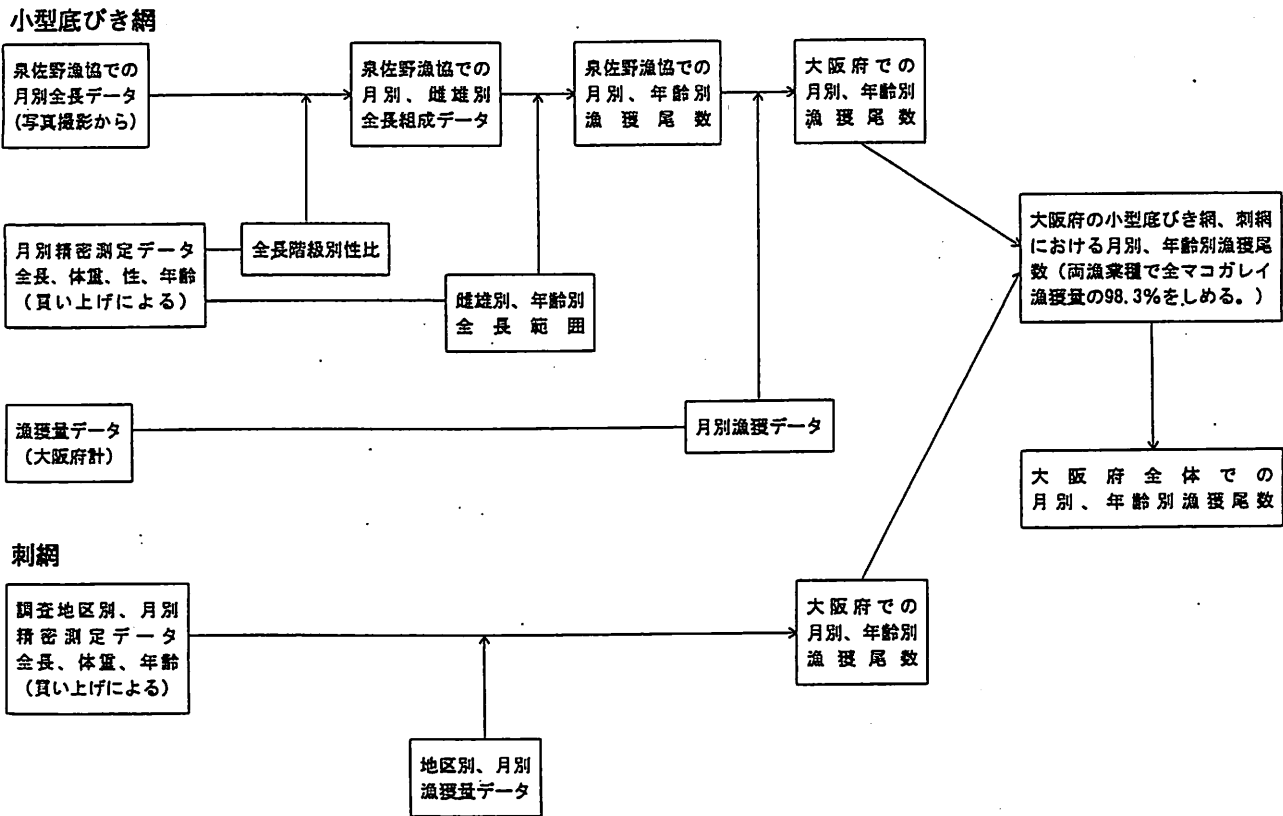 小型底びき網
泉佐野漁協での
月別全長データ
(写真撮影から)
泉佐野漁協での
月別、雌雄別
全長組成データ
泉佐野漁協での
月別、年齢別
漁獲尾数
大阪府での
月別、年齢別
漁獲尾数
月別精密測定データ
全長、体重、性、年齢
(買い上げによる)
全長階級別性比
雌雄別、年齢別
全長範囲
大阪府の小型底びき網、刺網
における月別、年齢別漁獲尾
数(両漁業種で全マコガレイ
漁獲量の98.3%をしめる。)
漁獲量データ
(大阪府計)
月別漁獲データ
大阪府全体での
月別、年齢別漁獲尾数
刺網
調査地区別、月別
精密測定データ
全長、体重、年齢
(買い上げによる)
大阪府での
月別、年齢別
漁獲尾数
地区別、月別
漁獲量データ